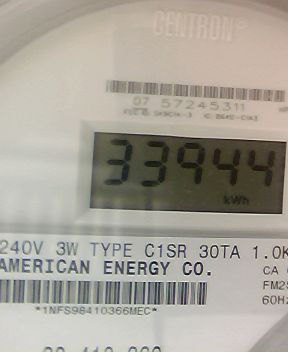 CENTRON®
07 57245311
33944
kWh
240V 3W TYPE C1SR 30TA 1.0K
AMERICAN ENERGY CO.
CA
FM2S
60Hz
*1NFS98410366MEC*